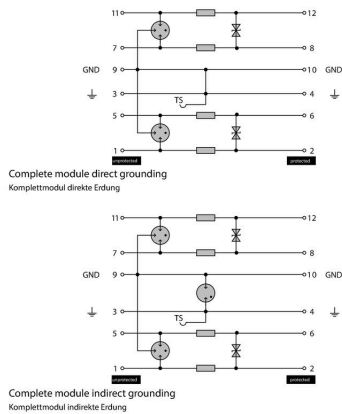 11 12
7 8
GND 9 10 GND
3 4
TS
5 6
1 2
unprotected protected
Complete module direct grounding
Komplettmodul direkte Erdung
11 12
7 8
GND 9 10 GND
3 4
TS
5 6
1 2
unprotected protected
Complete module indirect grounding
Komplettmodul indirekte Erdung